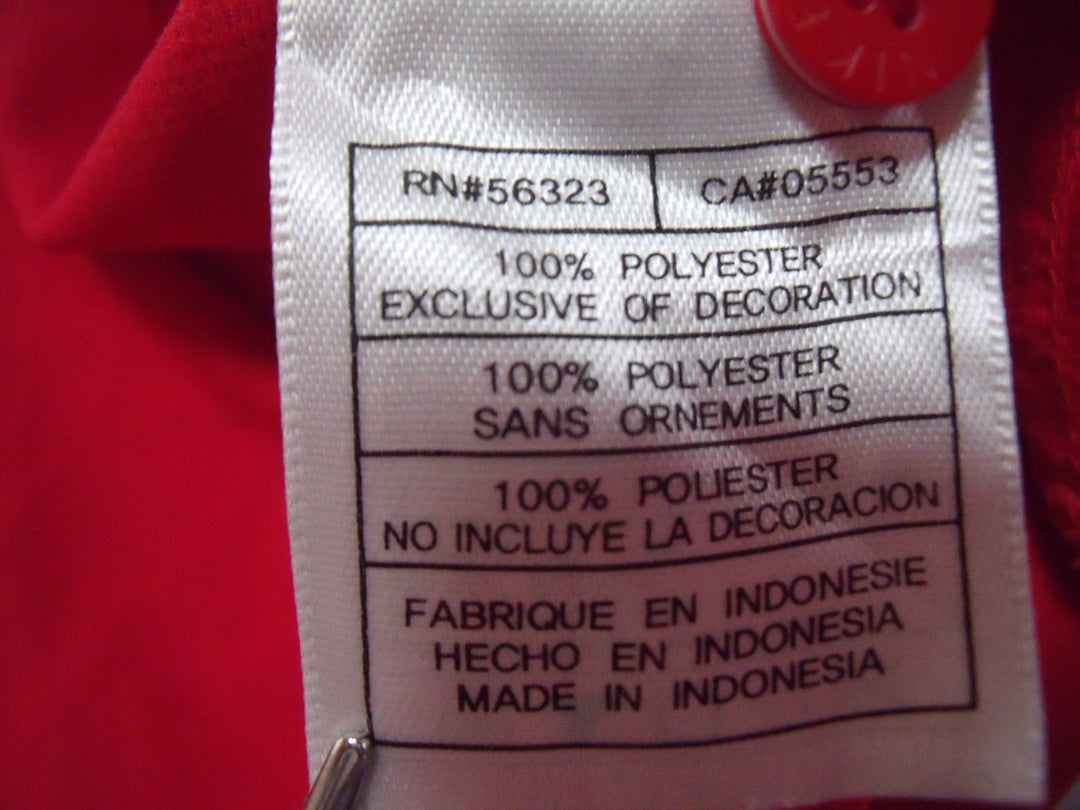 NIKE
RN#56323 CA#05553
100% POLYESTER
EXCLUSIVE OF DECORATION
100% POLYESTER
SANS ORNEMENTS
100% POLIESTER
NO INCLUYE LA DECORACION
FABRIQUE EN INDONESIE
HECHO EN INDONESIA
MADE IN INDONESIA